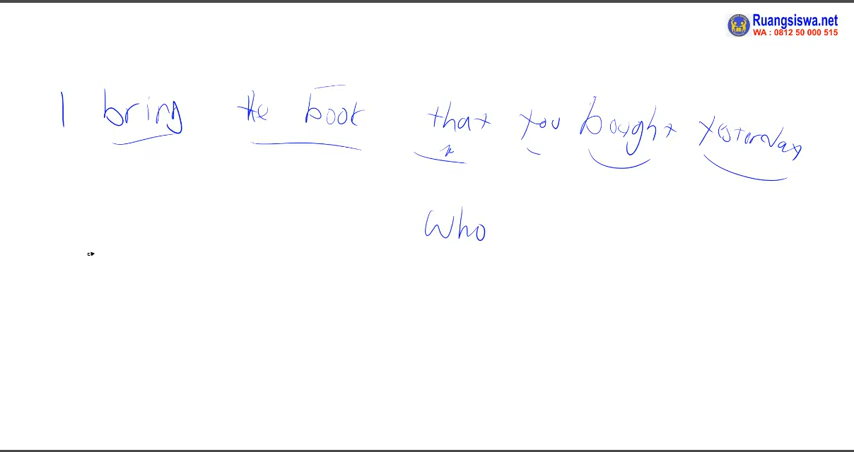 Ruangsiswa.net
WA : 0812 50 000 515
I bring the book that you bought yesterday
who